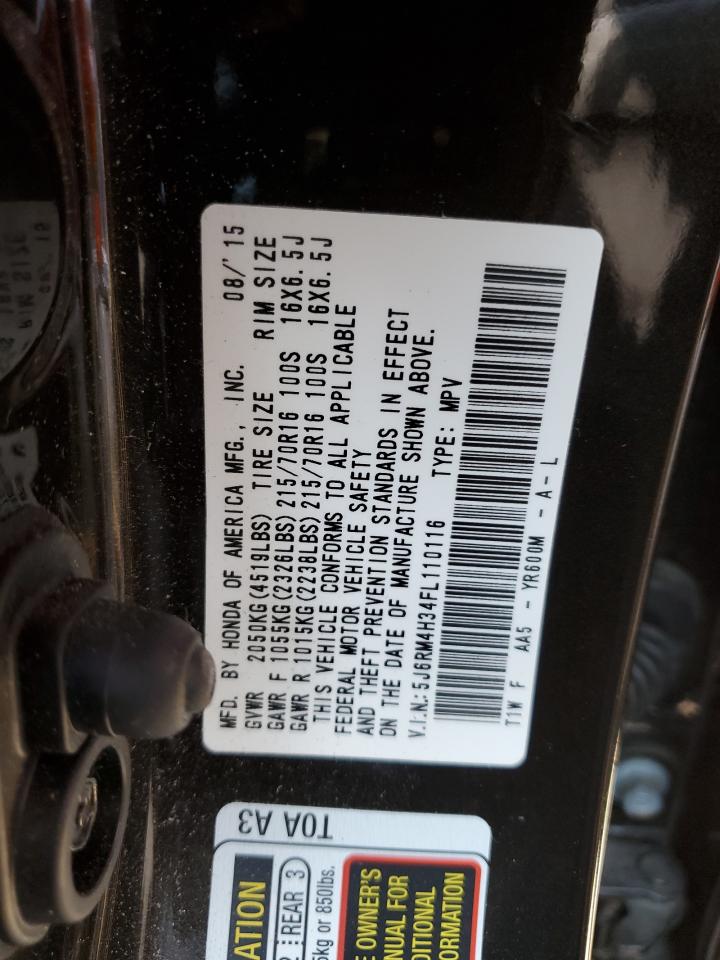 MFD. BY HONDA OF AMERICA MFG., INC. 08/'15
GVWR 2050KG(4519LBS) TIRE SIZE RIM SIZE
GAWR F 1055KG(2326LBS)215/70R16 100S 16X6.5J
GAWR R 1015KG(2238LBS)215/70R16 100S 16X6.5J
THIS VEHICLE CONFORMS TO ALL APPLICABLE
FEDERAL MOTOR VEHICLE SAFETY
AND THEFT PREVENTION STANDARDS IN EFFECT
ON THE DATE OF MANUFACTURE SHOWN ABOVE.
V.I.N.:5J6RM4H34FL110116 TYPE: MPV
T1W F AA5 - YR600M - A - L
T0A A3
ATION
REAR 3
5kg or 850lbs.
E OWNER'S
NUAL FOR
DITIONAL
ORMATION